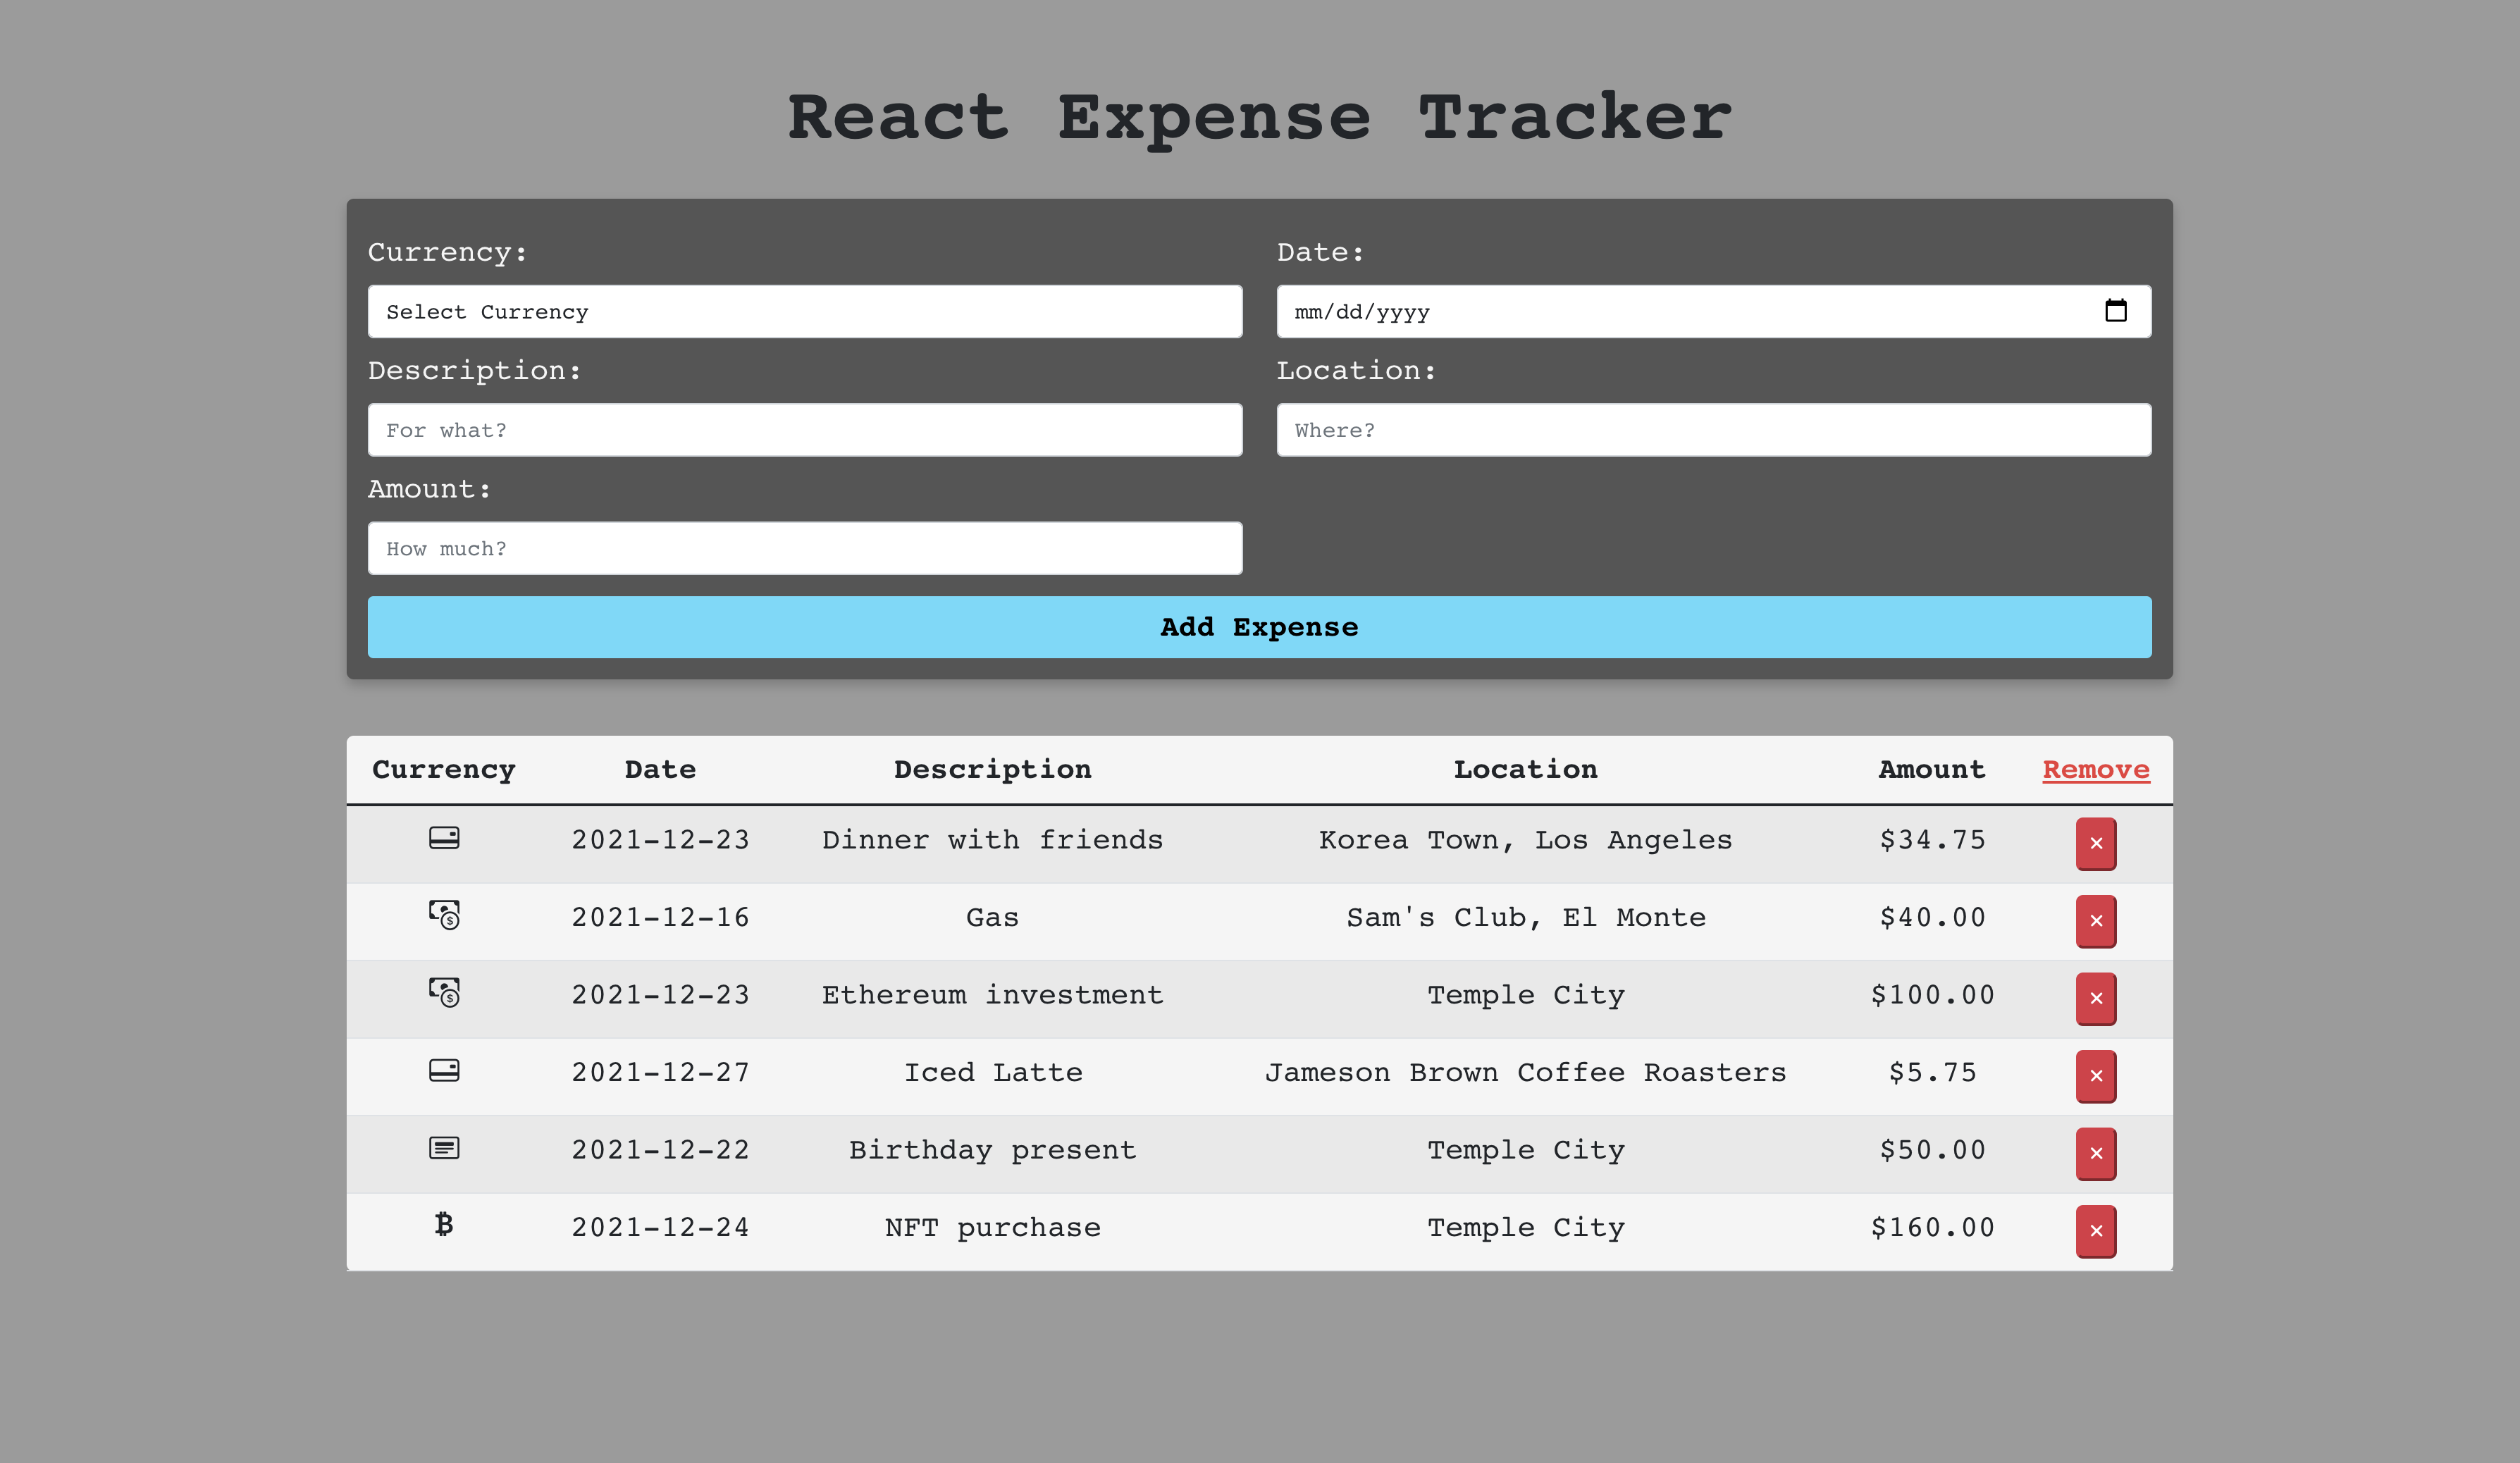 React Expense Tracker
Currency: Date:
Select Currency mm/dd/yyyy
Description: Location:
For what? Where?
Amount:
How much?
Add Expense
Currency Date Description Location Amount Remove
2021-12-23 Dinner with friends Korea Town, Los Angeles $34.75 ×
2021-12-16 Gas Sam's Club, El Monte $40.00 ×
2021-12-23 Ethereum investment Temple City $100.00 ×
2021-12-27 Iced Latte Jameson Brown Coffee Roasters $5.75 ×
2021-12-22 Birthday present Temple City $50.00 ×
2021-12-24 NFT purchase Temple City $160.00 ×